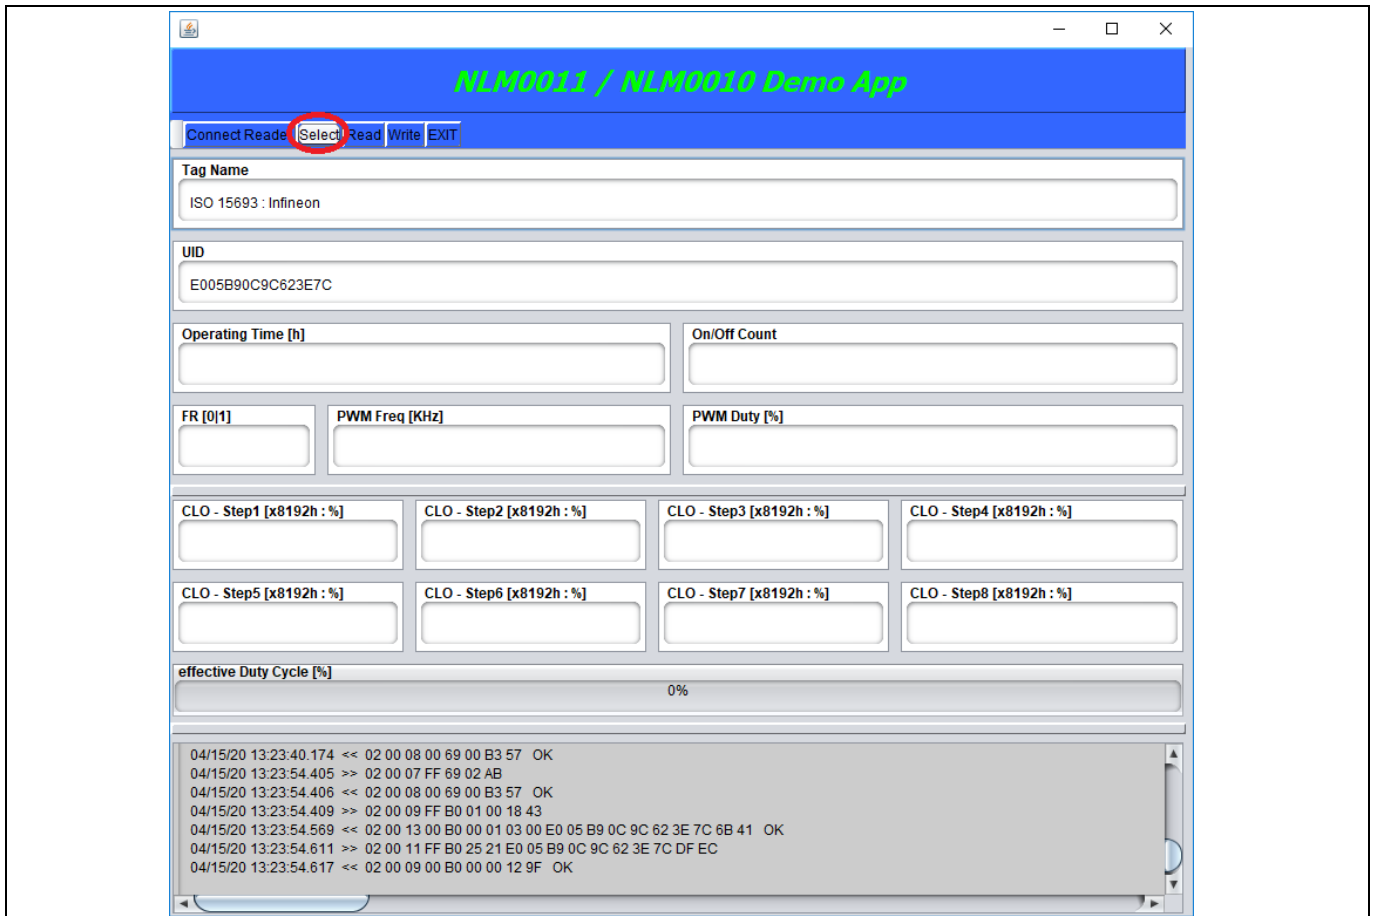 NLM0011 / NLM0010 Demo App
Connect Reade Select Read Write EXIT
Tag Name
ISO 15693 : Infineon
UID
E005B90C9C623E7C
Operating Time [h] On/Off Count
FR [0|1] PWM Freq [KHz] PWM Duty [%]
CLO - Step1 [x8192h : %] CLO - Step2 [x8192h : %] CLO - Step3 [x8192h : %] CLO - Step4 [x8192h : %]
CLO - Step5 [x8192h : %] CLO - Step6 [x8192h : %] CLO - Step7 [x8192h : %] CLO - Step8 [x8192h : %]
effective Duty Cycle [%]
0%
04/15/20 13:23:40.174 << 02 00 08 00 69 00 B3 57 OK
04/15/20 13:23:54.405 >> 02 00 07 FF 69 02 AB
04/15/20 13:23:54.406 << 02 00 08 00 69 00 B3 57 OK
04/15/20 13:23:54.409 >> 02 00 09 FF B0 01 00 18 43
04/15/20 13:23:54.569 << 02 00 13 00 B0 00 01 03 00 E0 05 B9 0C 9C 62 3E 7C 6B 41 OK
04/15/20 13:23:54.611 >> 02 00 11 FF B0 25 21 E0 05 B9 0C 9C 62 3E 7C DF EC
04/15/20 13:23:54.617 << 02 00 09 00 B0 00 00 12 9F OK